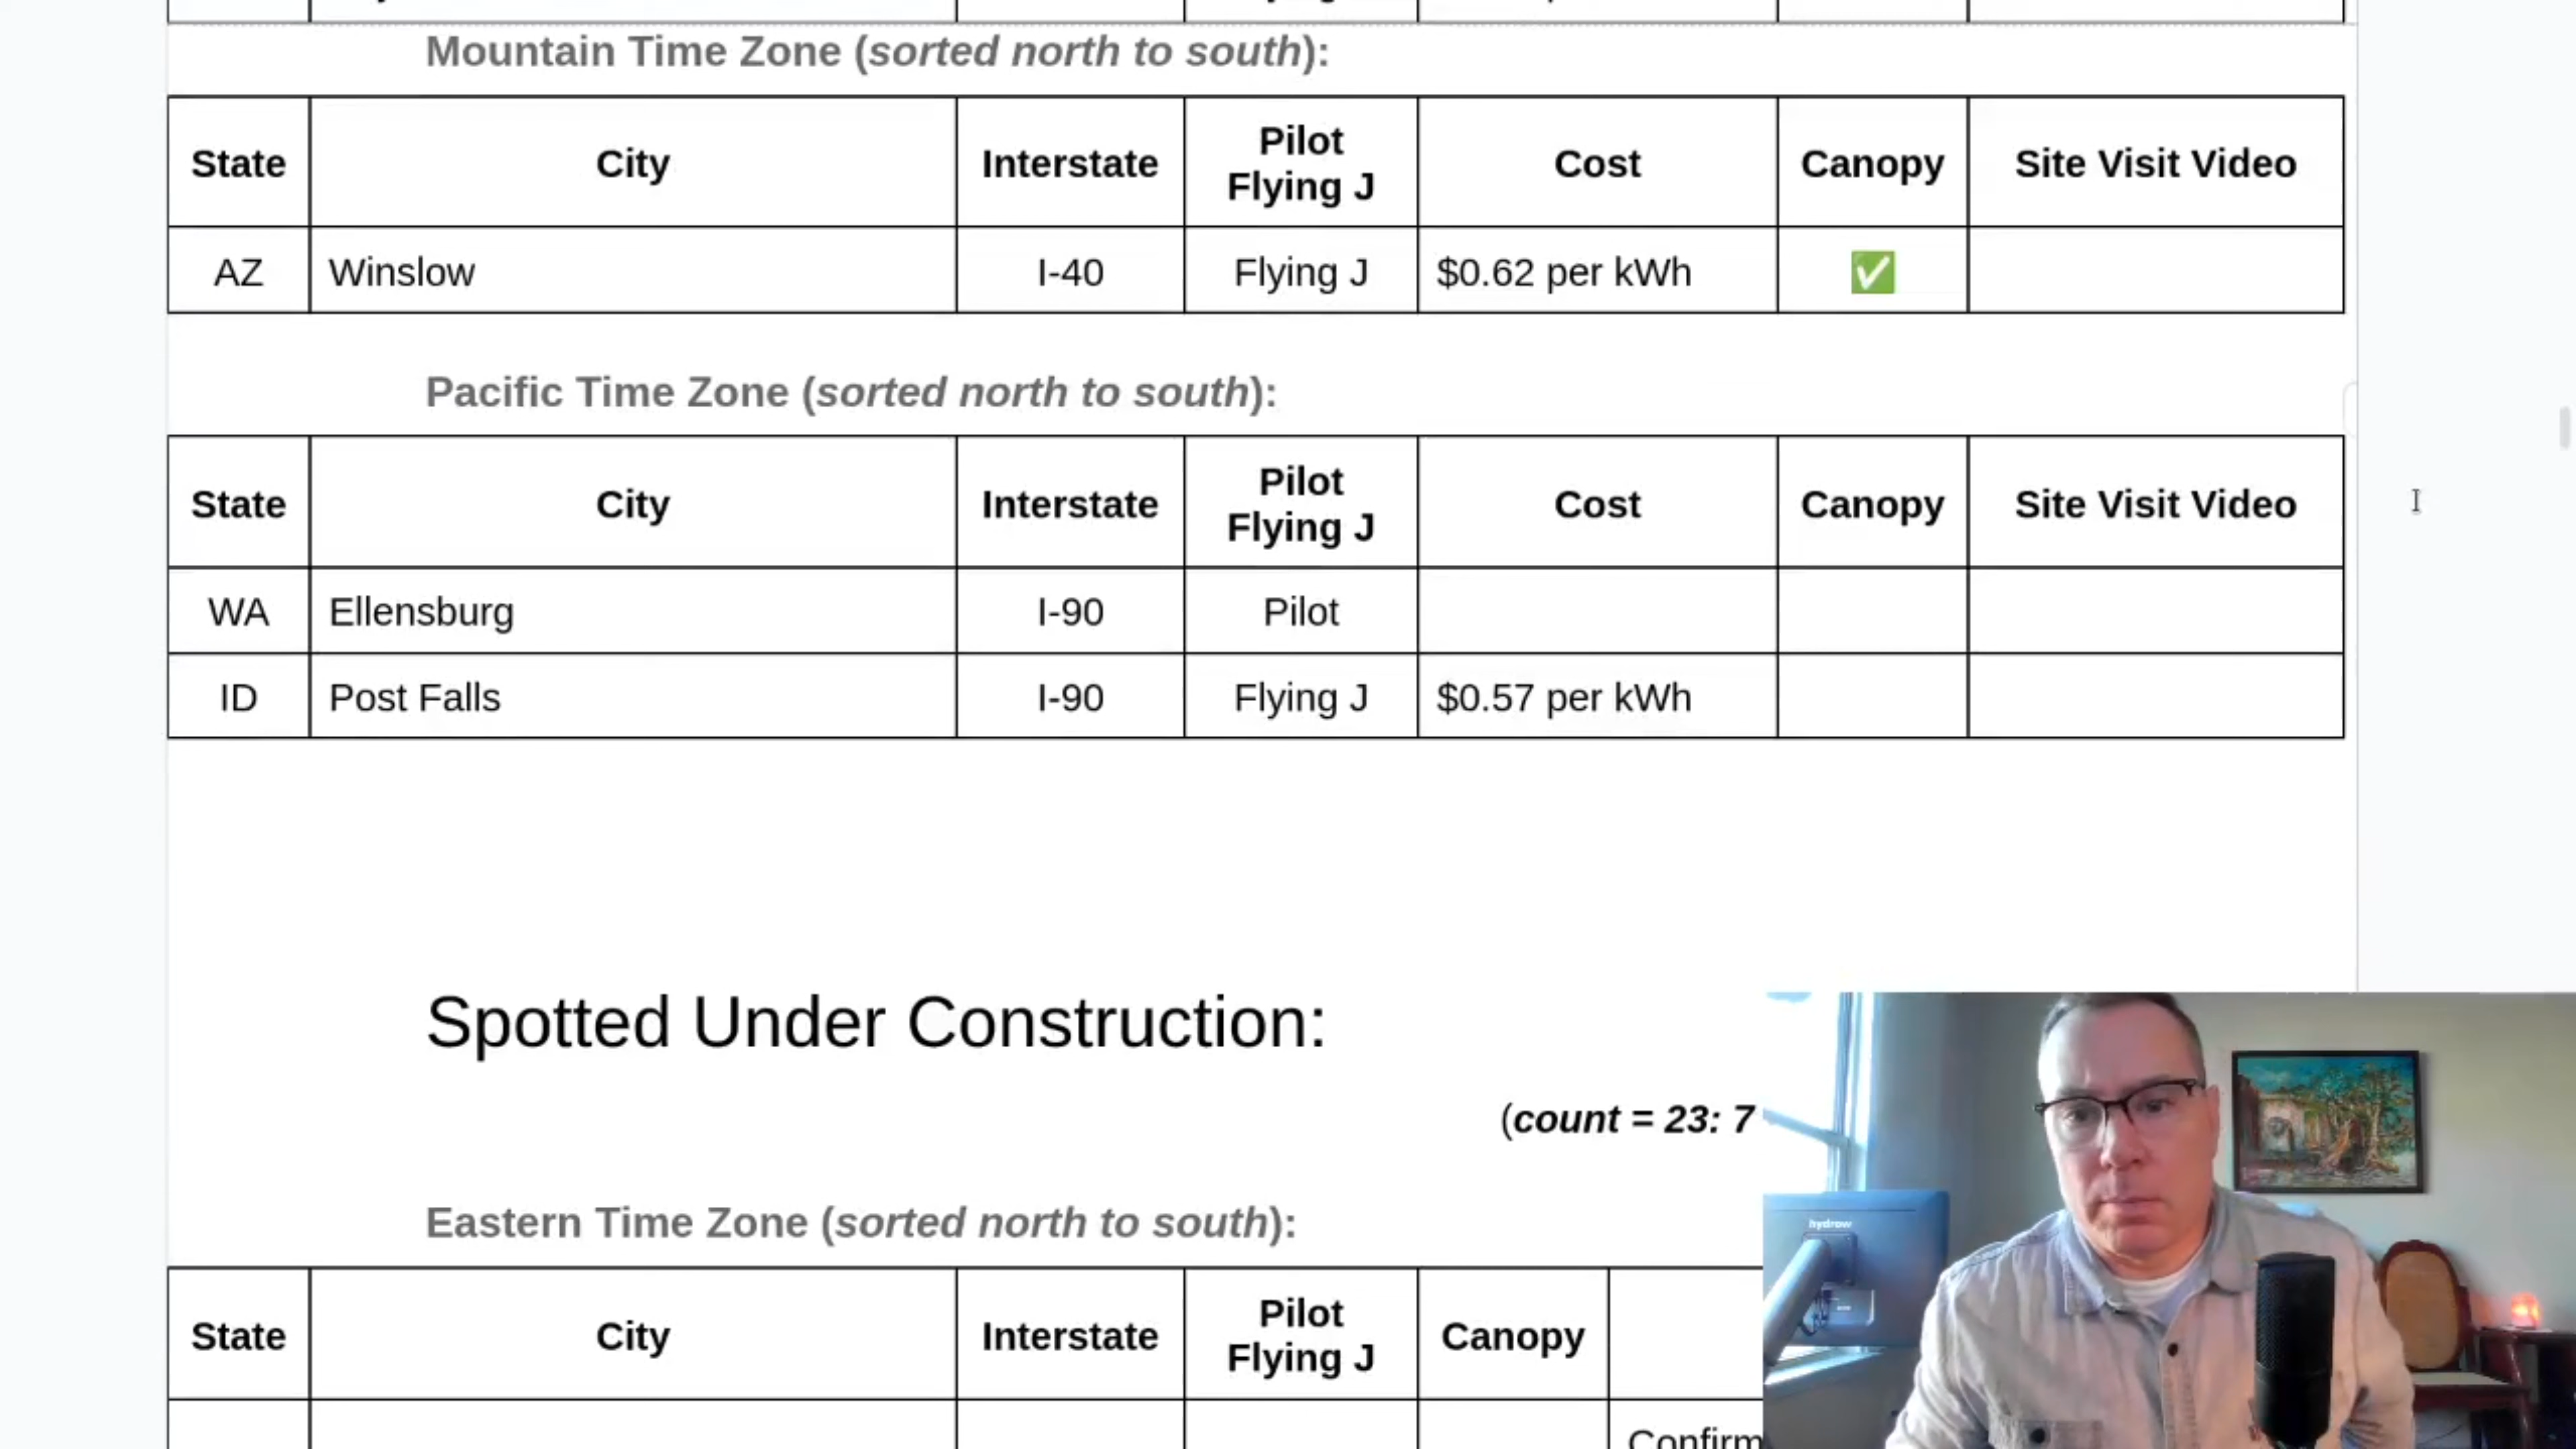 Mountain Time Zone (sorted north to south):
State City Interstate Pilot Flying J Cost Canopy Site Visit Video
AZ Winslow I-40 Flying J $0.62 per kWh ✅
Pacific Time Zone (sorted north to south):
State City Interstate Pilot Flying J Cost Canopy Site Visit Video
WA Ellensburg I-90 Pilot
ID Post Falls I-90 Flying J $0.57 per kWh
Spotted Under Construction:
(count = 23: 7
Eastern Time Zone (sorted north to south):
State City Interstate Pilot Flying J Canopy
Confirm
hydrow